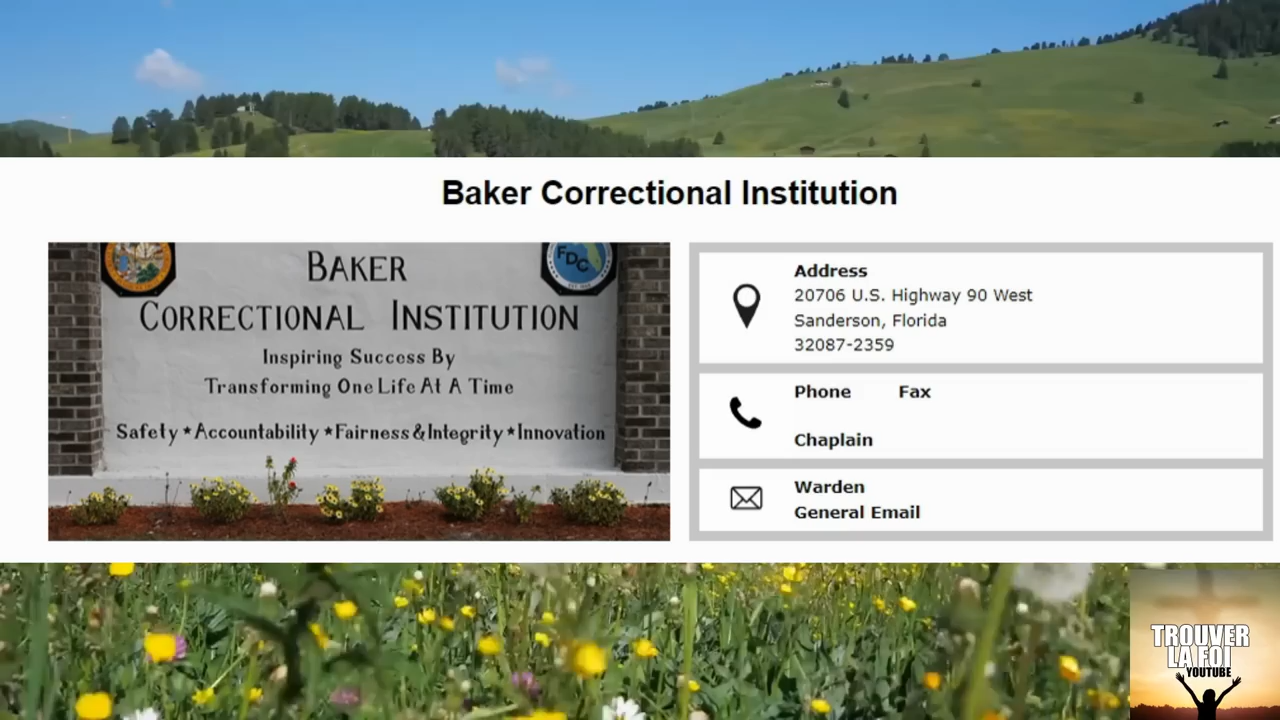 Baker Correctional Institution
FDC
BAKER
CORRECTIONAL INSTITUTION
Inspiring Success By
Transforming One Life At A Time
Safety ★ Accountability ★ Fairness & Integrity ★ Innovation
Address
20706 U.S. Highway 90 West
Sanderson, Florida
32087-2359
Phone Fax
Chaplain
Warden
General Email
TROUVER
LA FOI
YOUTUBE